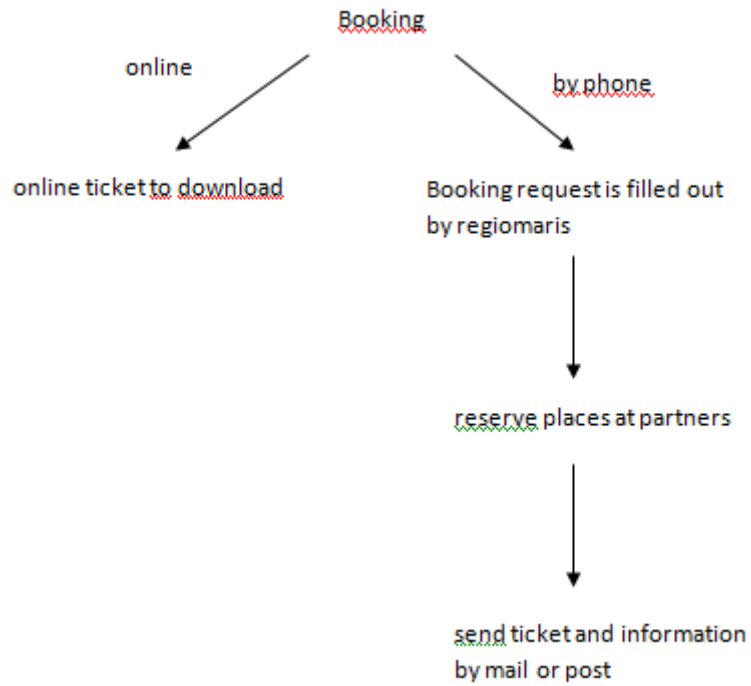 Booking
online
by phone
online ticket to download
Booking request is filled out
by regiomaris
reserve places at partners
send ticket and information
by mail or post